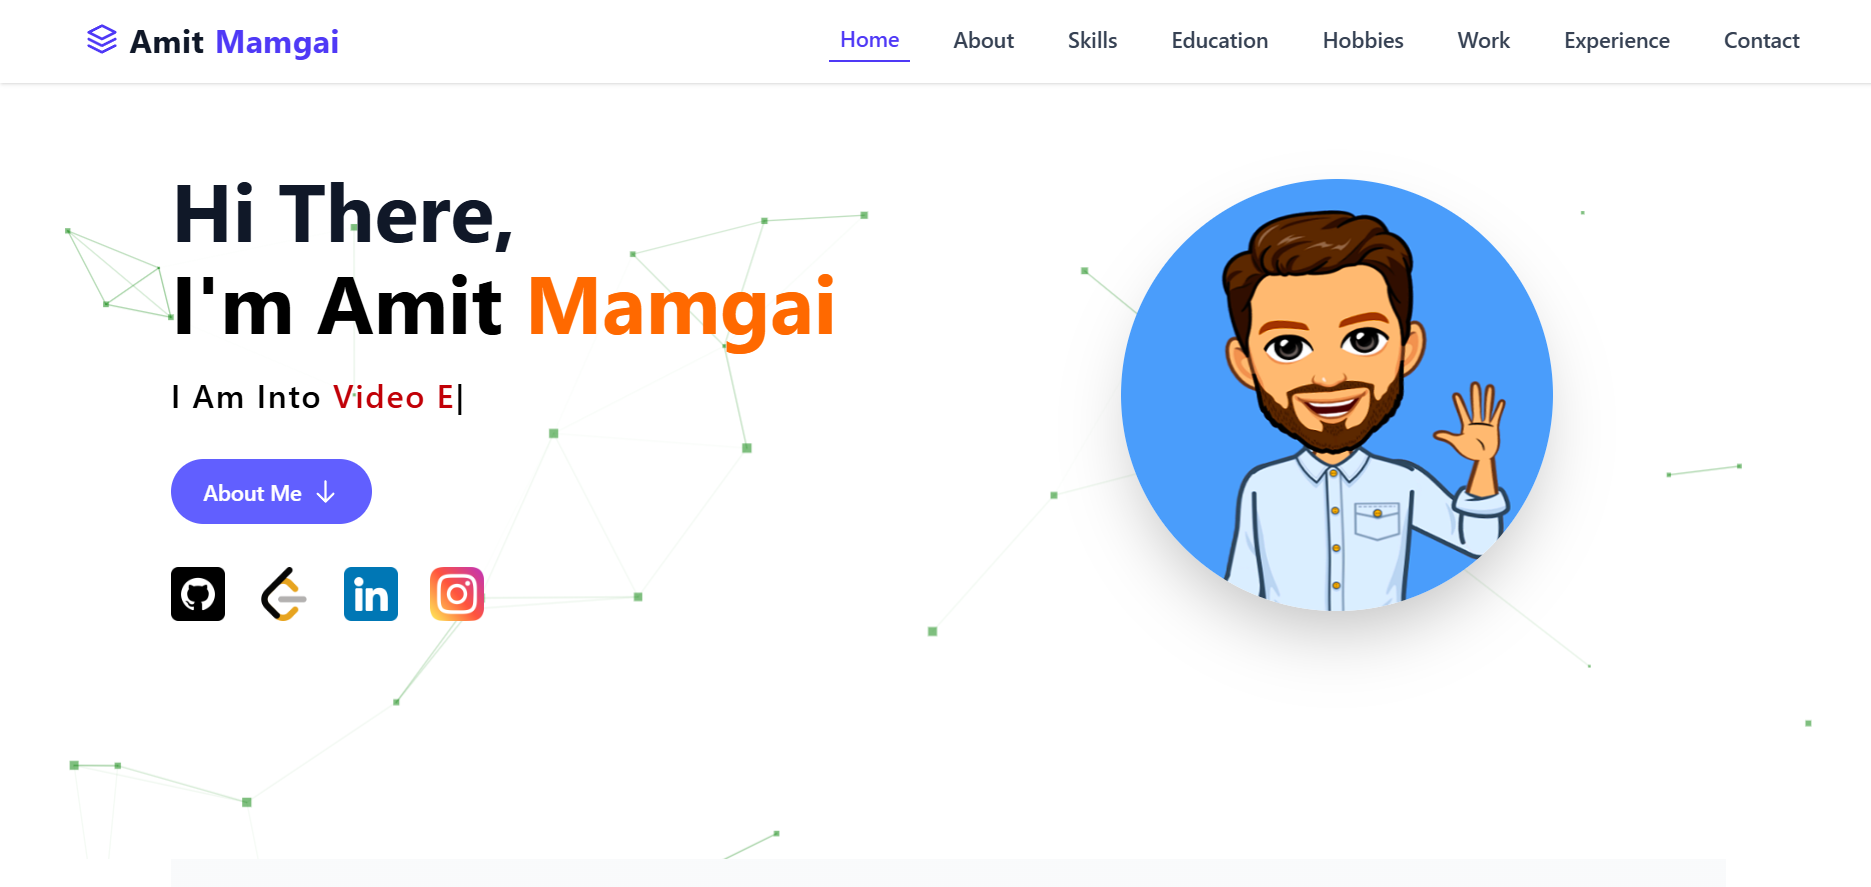 Amit Mamgai
Home About Skills Education Hobbies Work Experience Contact
Hi There,
I'm Amit Mamgai
I Am Into Video E|
About Me
in